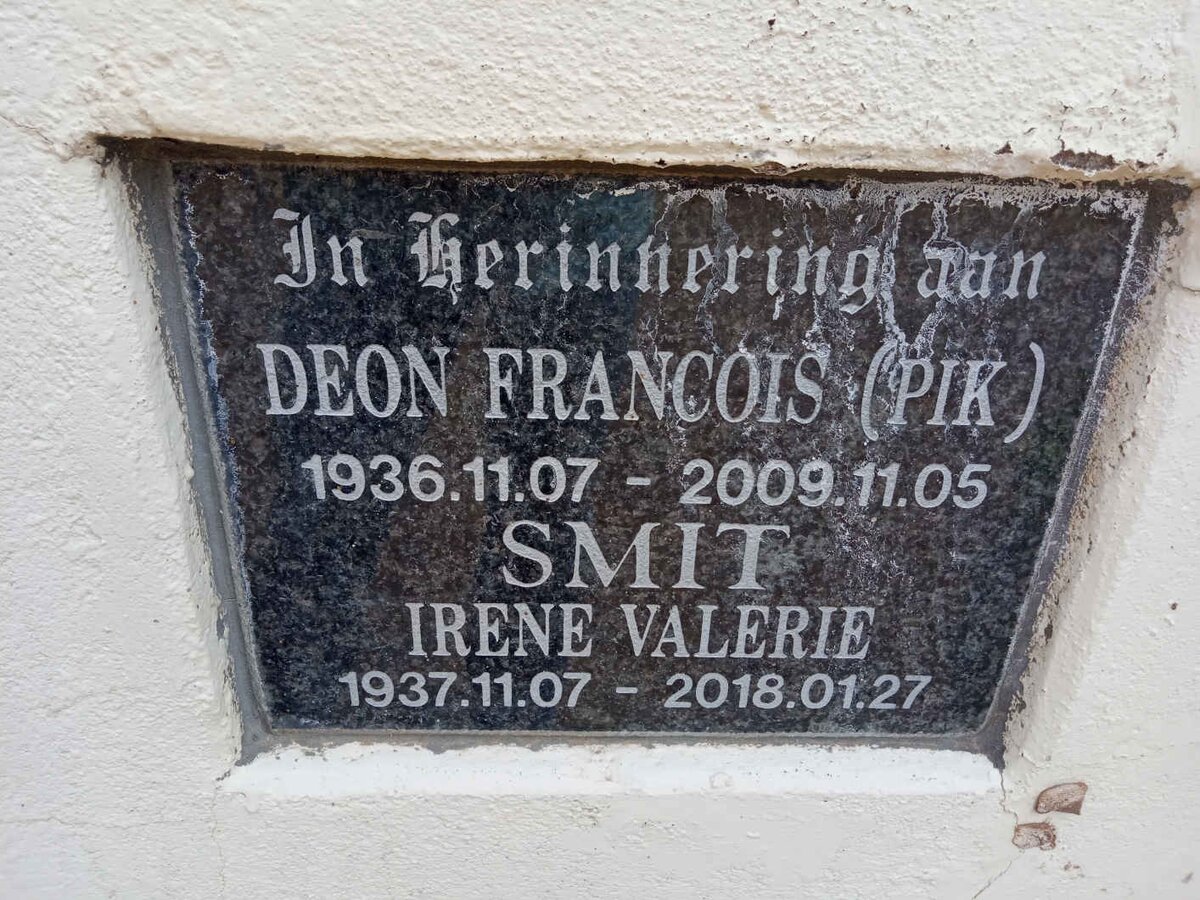 In Herinnering aan
DEON FRANCOIS (PIK)
1936.11.07 - 2009.11.05
SMIT
IRENE VALERIE
1937.11.07 - 2018.01.27